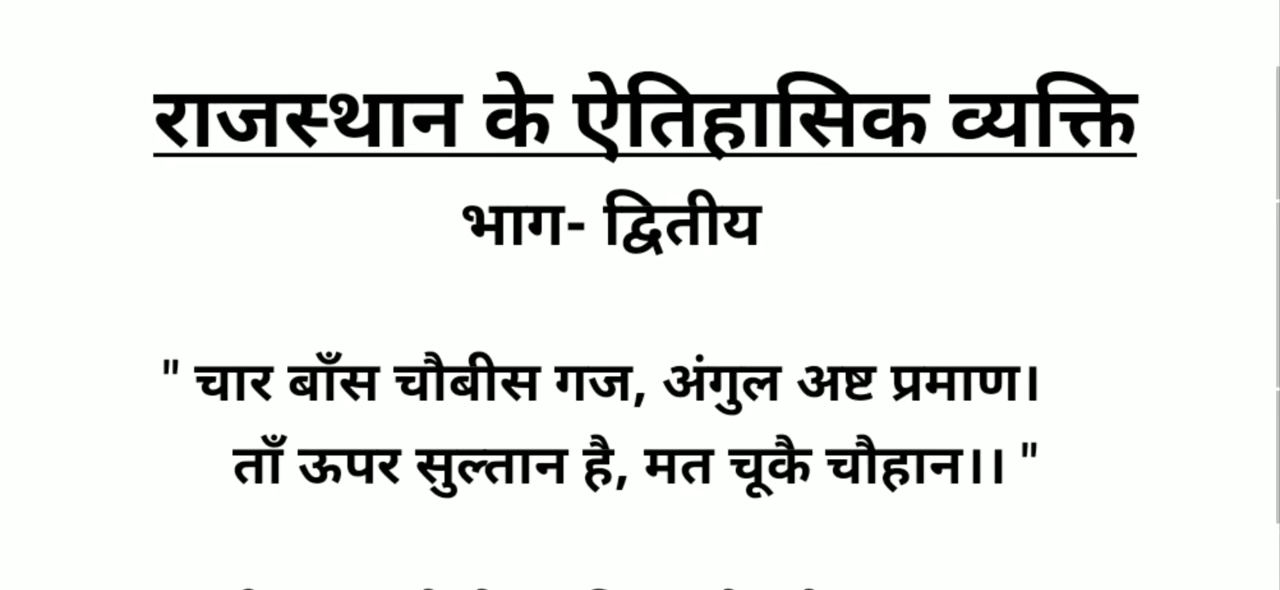 राजस्थान के ऐतिहासिक व्यक्ति
भाग- द्वितीय
" चार बाँस चौबीस गज, अंगुल अष्ट प्रमाण।
ताँ ऊपर सुल्तान है, मत चूकै चौहान।। "